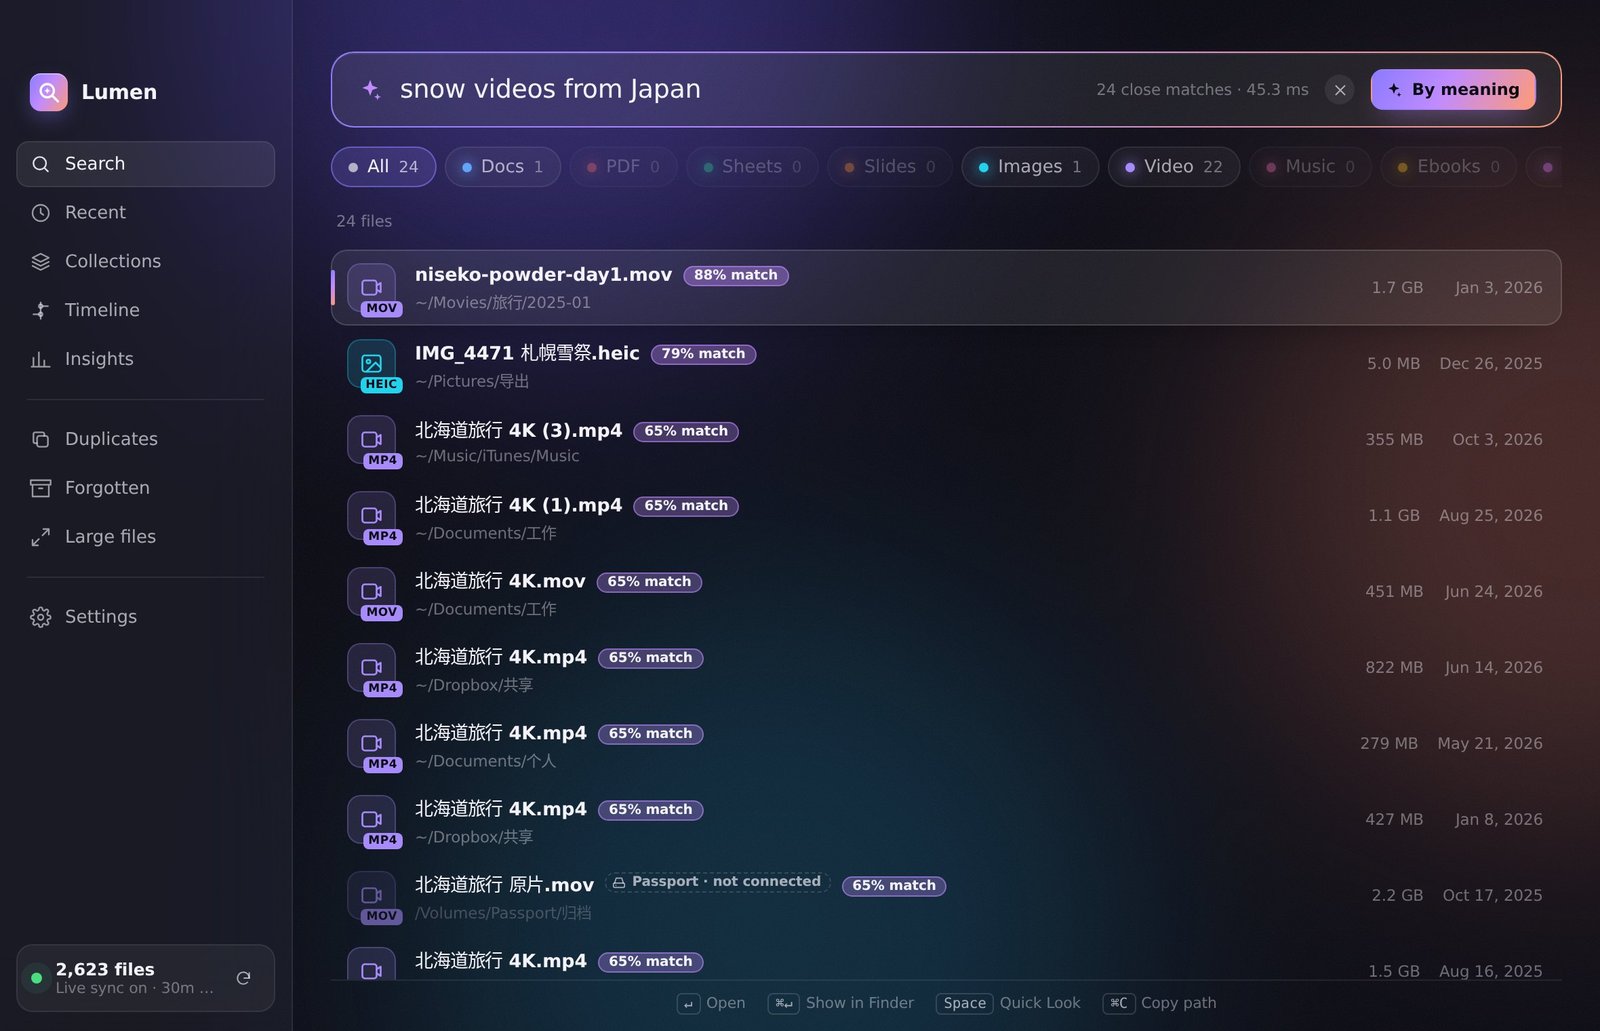 Lumen
Search
Recent
Collections
Timeline
Insights
Duplicates
Forgotten
Large files
Settings
2,623 files
Live sync on · 30m ...
snow videos from Japan
24 close matches · 45.3 ms
By meaning
All 24
Docs 1
PDF 0
Sheets 0
Slides 0
Images 1
Video 22
Music 0
Ebooks 0
24 files
niseko-powder-day1.mov 88% match
MOV
~/Movies/旅行/2025-01
1.7 GB Jan 3, 2026
IMG_4471 札幌雪祭.heic 79% match
HEIC
~/Pictures/导出
5.0 MB Dec 26, 2025
北海道旅行 4K (3).mp4 65% match
MP4
~/Music/iTunes/Music
355 MB Oct 3, 2026
北海道旅行 4K (1).mp4 65% match
MP4
~/Documents/工作
1.1 GB Aug 25, 2026
北海道旅行 4K.mov 65% match
MOV
~/Documents/工作
451 MB Jun 24, 2026
北海道旅行 4K.mp4 65% match
MP4
~/Dropbox/共享
822 MB Jun 14, 2026
北海道旅行 4K.mp4 65% match
MP4
~/Documents/个人
279 MB May 21, 2026
北海道旅行 4K.mp4 65% match
MP4
~/Dropbox/共享
427 MB Jan 8, 2026
北海道旅行 原片.mov Passport · not connected 65% match
MOV
/Volumes/Passport/归档
2.2 GB Oct 17, 2025
北海道旅行 4K.mp4 65% match
1.5 GB Aug 16, 2025
↵ Open
⌘↵ Show in Finder
Space Quick Look
⌘C Copy path